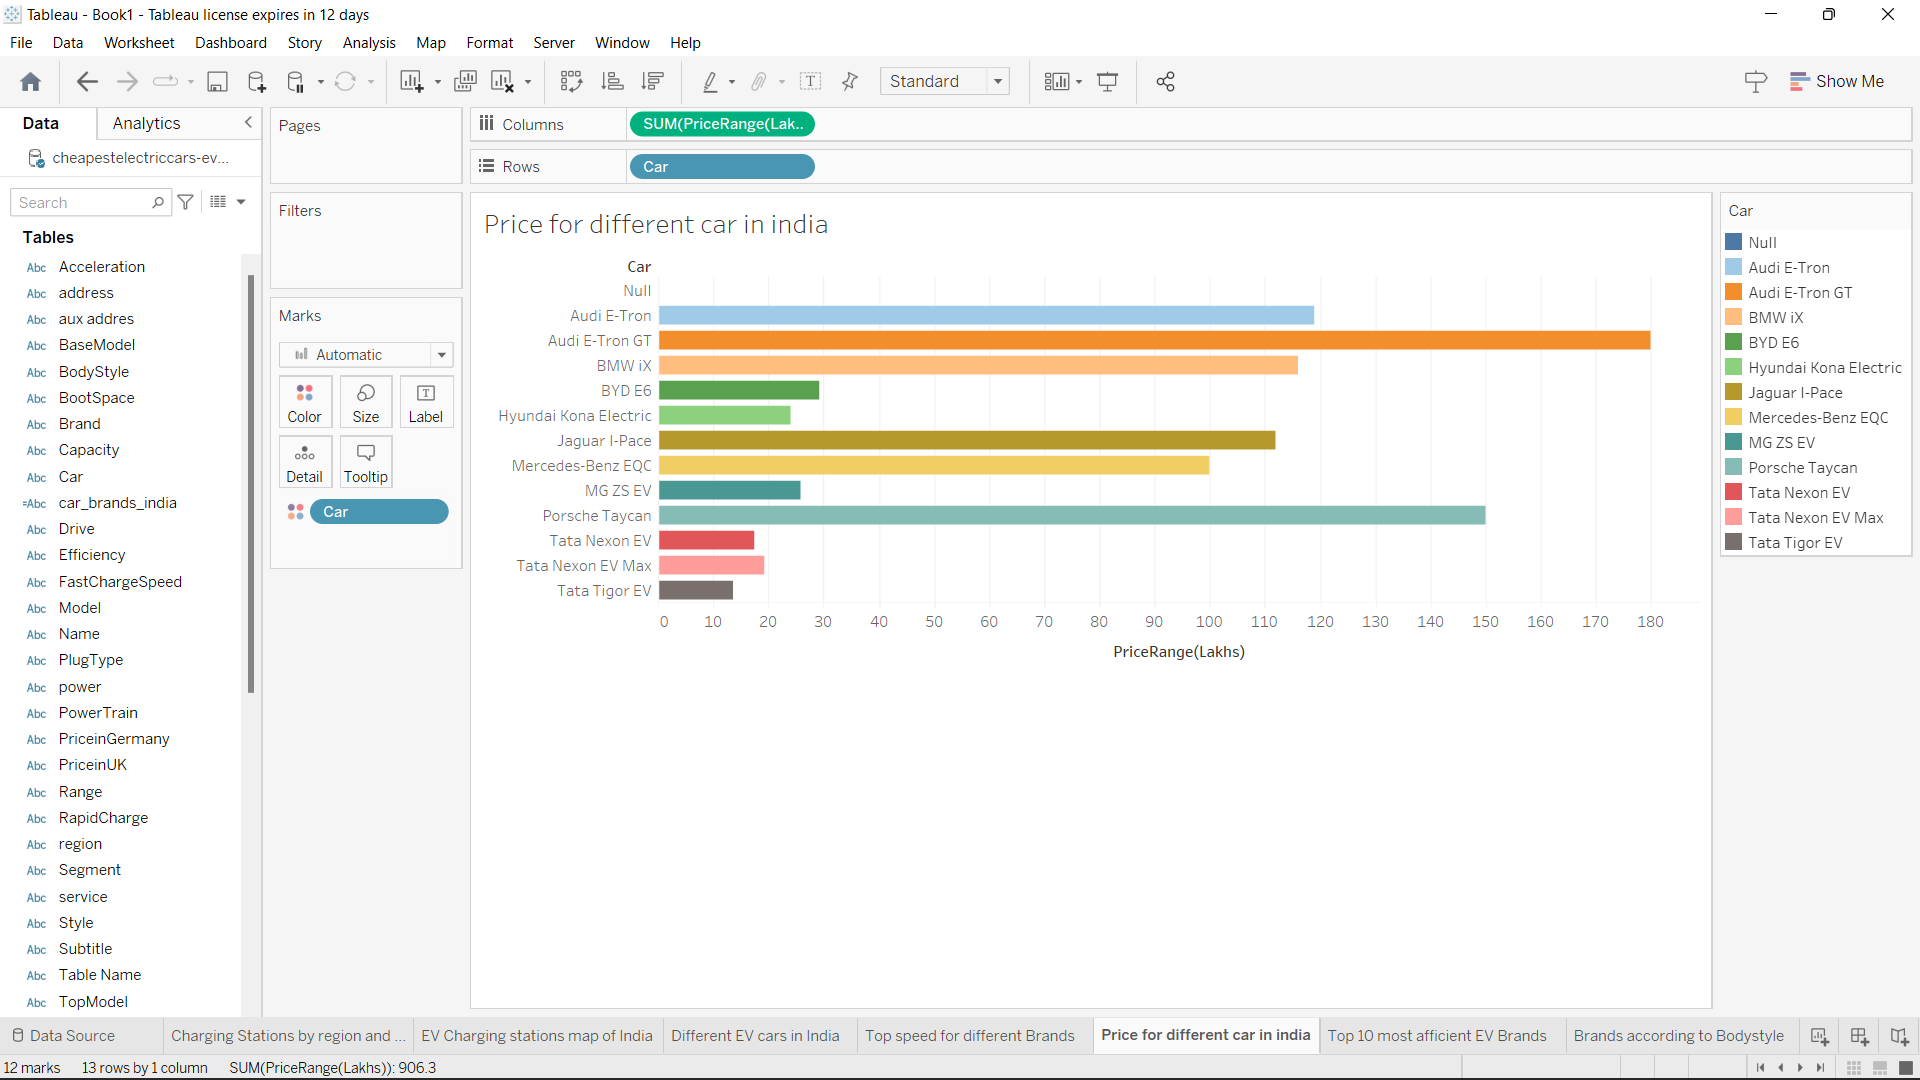 Tableau - Book1 - Tableau license expires in 12 days
File Data Worksheet Dashboard Story Analysis Map Format Server Window Help
Standard
Show Me
Data Analytics
cheapestelectriccars-ev...
Search
Tables
Abc Acceleration
Abc address
Abc aux addres
Abc BaseModel
Abc BodyStyle
Abc BootSpace
Abc Brand
Abc Capacity
Abc Car
=Abc car_brands_india
Abc Drive
Abc Efficiency
Abc FastChargeSpeed
Abc Model
Abc Name
Abc PlugType
Abc power
Abc PowerTrain
Abc PriceinGermany
Abc PriceinUK
Abc Range
Abc RapidCharge
Abc region
Abc Segment
Abc service
Abc Style
Abc Subtitle
Abc Table Name
Abc TopModel
Pages
Filters
Marks
Automatic
Color Size Label
Detail Tooltip
Car
Columns SUM(PriceRange(Lak..
Rows Car
Price for different car in india
Car
Null
Audi E-Tron
Audi E-Tron GT
BMW iX
BYD E6
Hyundai Kona Electric
Jaguar I-Pace
Mercedes-Benz EQC
MG ZS EV
Porsche Taycan
Tata Nexon EV
Tata Nexon EV Max
Tata Tigor EV
0 10 20 30 40 50 60 70 80 90 100 110 120 130 140 150 160 170 180
PriceRange(Lakhs)
Car
Null
Audi E-Tron
Audi E-Tron GT
BMW iX
BYD E6
Hyundai Kona Electric
Jaguar I-Pace
Mercedes-Benz EQC
MG ZS EV
Porsche Taycan
Tata Nexon EV
Tata Nexon EV Max
Tata Tigor EV
Data Source Charging Stations by region and ... EV Charging stations map of India Different EV cars in India Top speed for different Brands Price for different car in india Top 10 most afficient EV Brands Brands according to Bodystyle
12 marks 13 rows by 1 column SUM(PriceRange(Lakhs)): 906.3